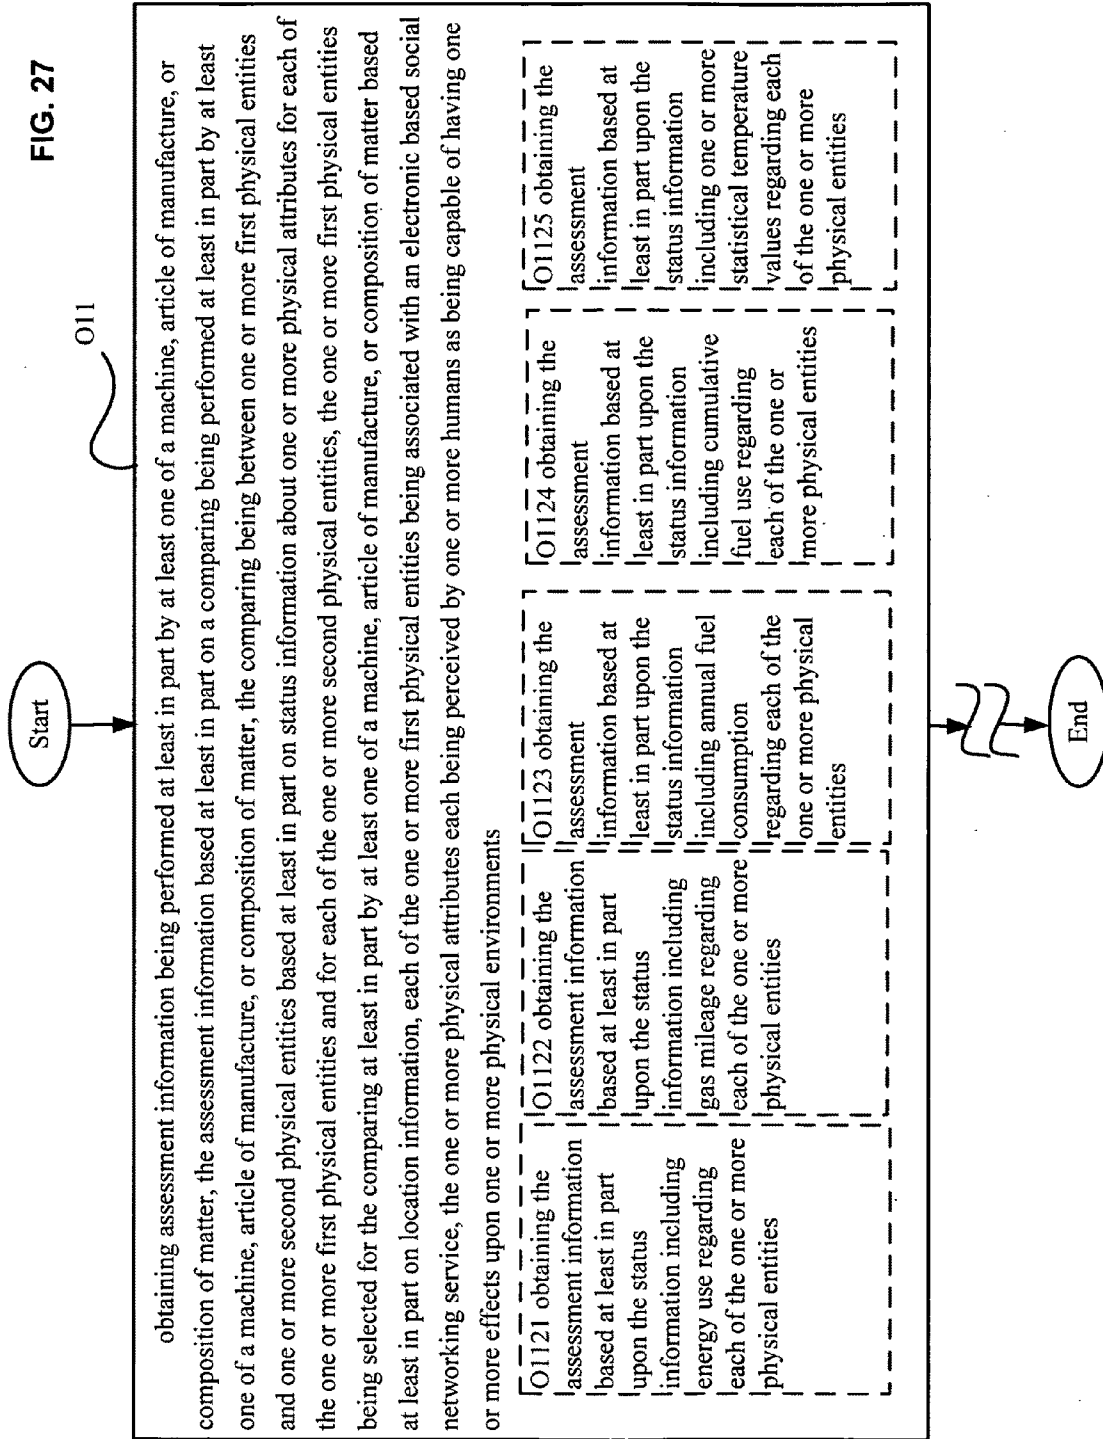 FIG. 27
Start
O11
obtaining assessment information being performed at least in part by at least one of a machine, article of manufacture, or
composition of matter, the assessment information based at least in part on a comparing being performed at least in part by at least
one of a machine, article of manufacture, or composition of matter, the comparing being between one or more first physical entities
and one or more second physical entities based at least in part on status information about one or more physical attributes for each of
the one or more first physical entities and for each of the one or more second physical entities, the one or more first physical entities
being selected for the comparing at least in part by at least one of a machine, article of manufacture, or composition of matter based
at least in part on location information, each of the one or more first physical entities being associated with an electronic based social
networking service, the one or more physical attributes each being perceived by one or more humans as being capable of having one
or more effects upon one or more physical environments
O1121 obtaining the
assessment information
based at least in part
upon the status
information including
energy use regarding
each of the one or more
physical entities
O1122 obtaining the
assessment information
based at least in part
upon the status
information including
gas mileage regarding
each of the one or more
physical entities
O1123 obtaining the
assessment
information based at
least in part upon the
status information
including annual fuel
consumption
regarding each of the
one or more physical
entities
O1124 obtaining the
assessment
information based at
least in part upon the
status information
including cumulative
fuel use regarding
each of the one or
more physical entities
O1125 obtaining the
assessment
information based at
least in part upon the
status information
including one or more
statistical temperature
values regarding each
of the one or more
physical entities
End